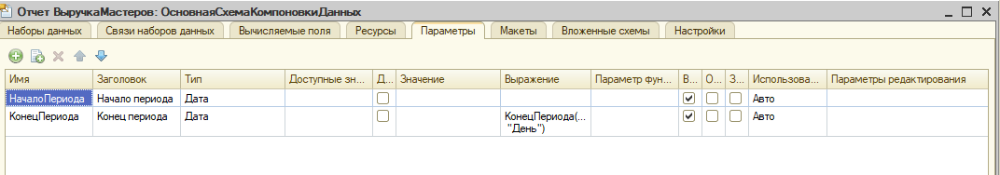 Отчет ВыручкаМастеров: ОсновнаяСхемаКомпоновкиДанных
Наборы данных Связи наборов данных Вычисляемые поля Ресурсы Параметры Макеты Вложенные схемы Настройки
Имя Заголовок Тип Доступные зн... Д... Значение Выражение Параметр фун... В... О... З... Использова... Параметры редактирования
НачалоПериода Начало периода Дата Авто
КонецПериода Конец периода Дата КонецПериода(... Авто
"День")